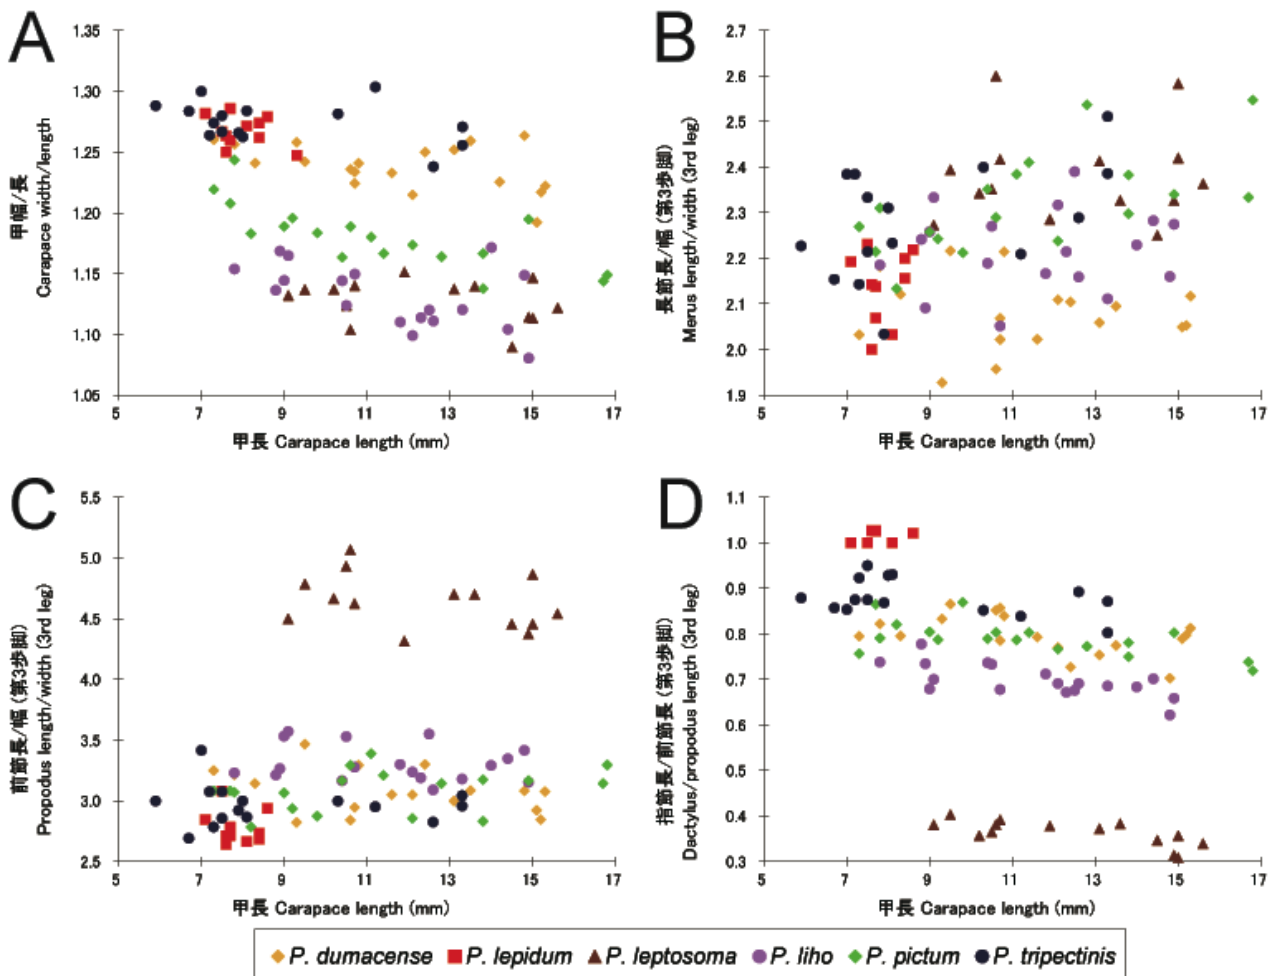 A
1.35
1.30
1.25
1.20
1.15
1.10
1.05
甲幅/長
Carapace width/length
5 7 9 11 13 15 17
甲長 Carapace length (mm)
B
2.7
2.6
2.5
2.4
2.3
2.2
2.1
2.0
1.9
長節長/幅 (第3歩脚)
Merus length/width (3rd leg)
5 7 9 11 13 15 17
甲長 Carapace length (mm)
C
5.5
5.0
4.5
4.0
3.5
3.0
2.5
前節長/幅 (第3歩脚)
Propodus length/width (3rd leg)
5 7 9 11 13 15 17
甲長 Carapace length (mm)
D
1.1
1.0
0.9
0.8
0.7
0.6
0.5
0.4
0.3
指節長/前節長 (第3歩脚)
Dactylus/propodus length (3rd leg)
5 7 9 11 13 15 17
甲長 Carapace length (mm)
P. dumacense P. lepidum P. leptosoma P. liho P. pictum P. tripectinis